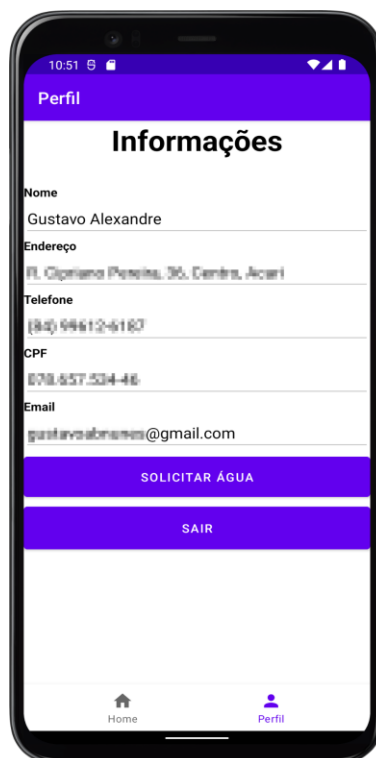 10:51
Perfil
Informações
Nome
Gustavo Alexandre
Endereço
Telefone
CPF
Email
@gmail.com
SOLICITAR ÁGUA
SAIR
Home
Perfil